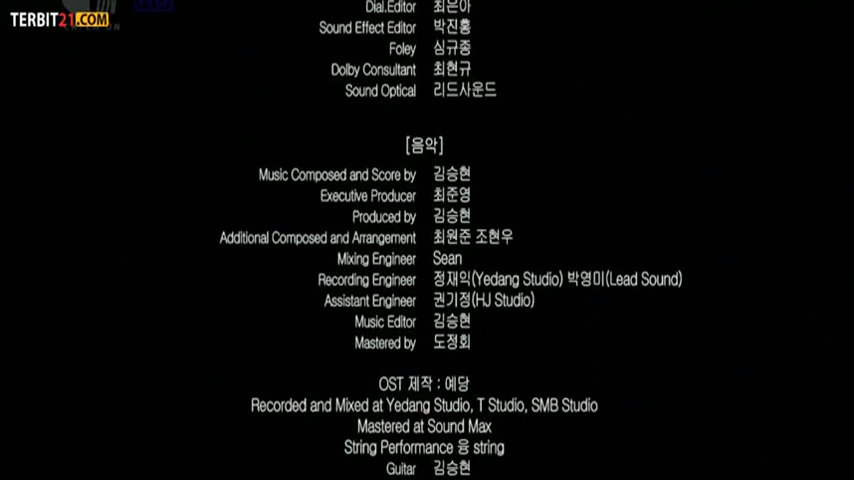 TERBIT21.COM
Dial.Editor 최은아
Sound Effect Editor 박진홍
Foley 심규종
Dolby Consultant 최현규
Sound Optical 리드사운드
[음악]
Music Composed and Score by 김승현
Executive Producer 최준영
Produced by 김승현
Additional Composed and Arrangement 최원준 조현우
Mixing Engineer Sean
Recording Engineer 정재익(Yedang Studio) 박영미(Lead Sound)
Assistant Engineer 권기정(HJ Studio)
Music Editor 김승현
Mastered by 도정회
OST 제작 : 예당
Recorded and Mixed at Yedang Studio, T Studio, SMB Studio
Mastered at Sound Max
String Performance 융 string
Guitar 김승현